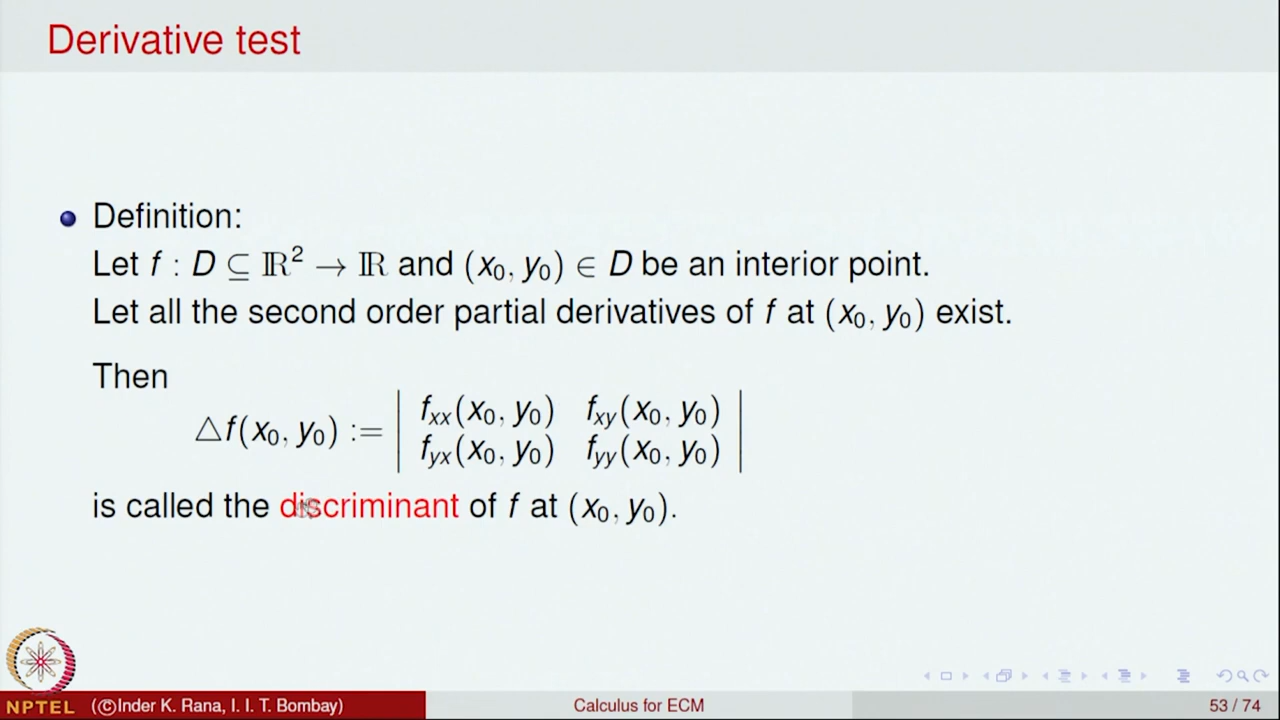 Derivative test
Definition:
Let f : D ⊆ ℝ² → ℝ and (x₀, y₀) ∈ D be an interior point.
Let all the second order partial derivatives of f at (x₀, y₀) exist.
Then
△f(x₀, y₀) := | fₓₓ(x₀, y₀) f_xy(x₀, y₀) |
| f_yx(x₀, y₀) f_yy(x₀, y₀) |
is called the discriminant of f at (x₀, y₀).
NPTEL (©Inder K. Rana, I. I. T. Bombay) Calculus for ECM 53 / 74